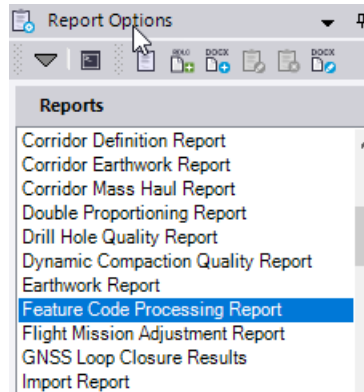 Report Options
DOCX
DOCX
Reports
Corridor Definition Report
Corridor Earthwork Report
Corridor Mass Haul Report
Double Proportioning Report
Drill Hole Quality Report
Dynamic Compaction Quality Report
Earthwork Report
Feature Code Processing Report
Flight Mission Adjustment Report
GNSS Loop Closure Results
Import Report